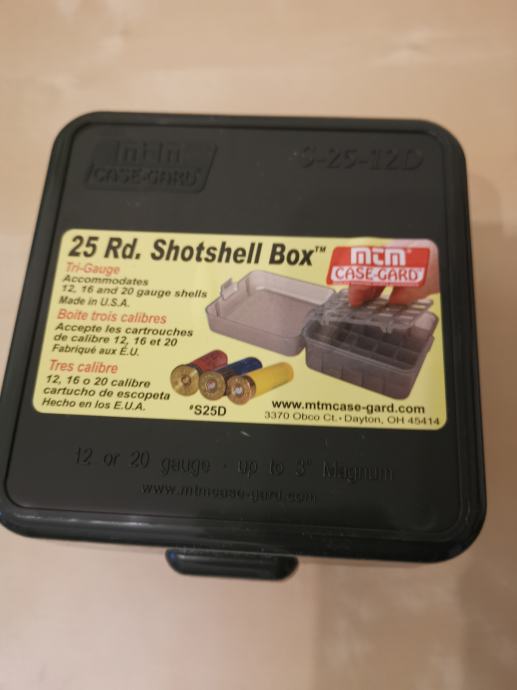 mtm
CASE-GARD
S-25-12D
25 Rd. Shotshell Box™
mtm
CASE-GARD
Tri-Gauge
Accommodates
12, 16 and 20 gauge shells
Made in U.S.A.
Boite trois calibres
Accepte les cartrouches
de calibre 12, 16 et 20
Fabriqué aux É.U.
Tres calibre
12, 16 o 20 calibre
cartucho de escopeta
Hecho en los E.U.A.
#S25D
www.mtmcase-gard.com
3370 Obco Ct. • Dayton, OH 45414
12 or 20 gauge - up to 3" Magnum
www.mtmcase-gard.com